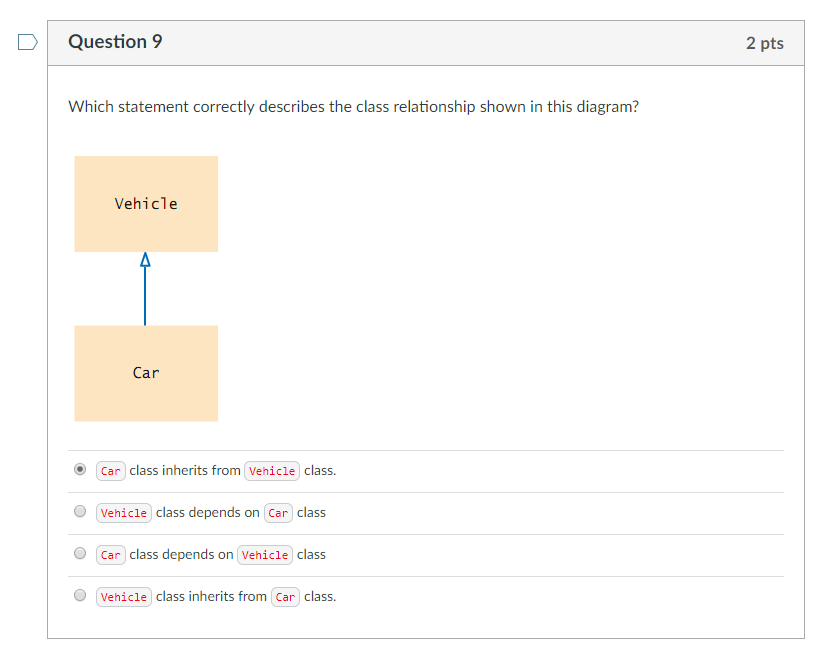 Question 9
2 pts
Which statement correctly describes the class relationship shown in this diagram?
Vehicle
Car
Car class inherits from Vehicle class.
Vehicle class depends on Car class
Car class depends on Vehicle class
Vehicle class inherits from Car class.